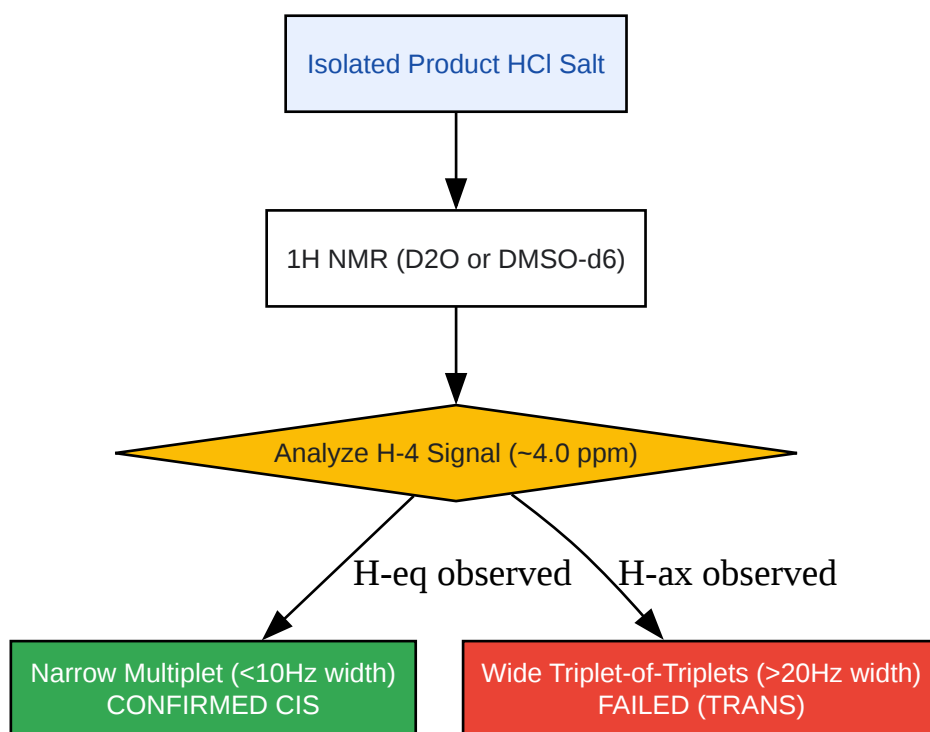 Isolated Product HCl Salt
1H NMR (D2O or DMSO-d6)
Analyze H-4 Signal (~4.0 ppm)
H-eq observed
H-ax observed
Narrow Multiplet (<10Hz width)
CONFIRMED CIS
Wide Triplet-of-Triplets (>20Hz width)
FAILED (TRANS)